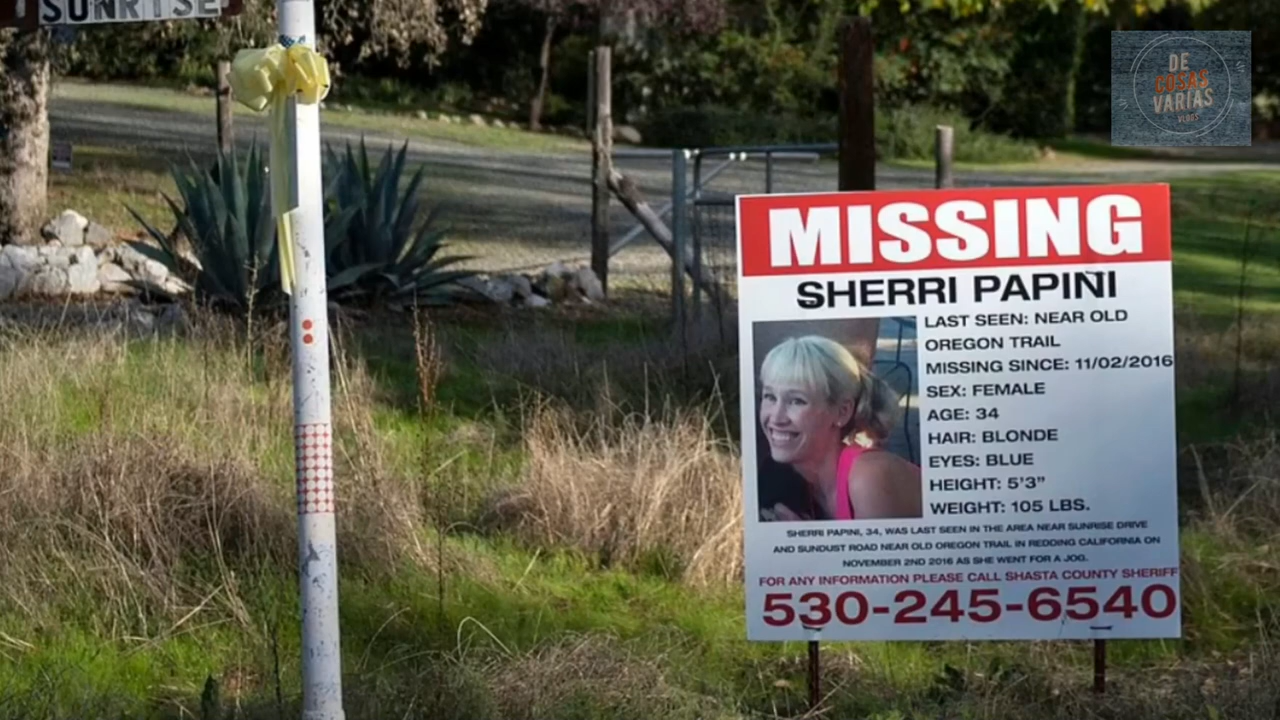 SUNRISE
DE
COSAS
VARIAS
VLOGS
MISSING
SHERRI PAPINI
LAST SEEN: NEAR OLD
OREGON TRAIL
MISSING SINCE: 11/02/2016
SEX: FEMALE
AGE: 34
HAIR: BLONDE
EYES: BLUE
HEIGHT: 5'3”
WEIGHT: 105 LBS.
SHERRI PAPINI, 34, WAS LAST SEEN IN THE AREA NEAR SUNRISE DRIVE
AND SUNDUST ROAD NEAR OLD OREGON TRAIL IN REDDING CALIFORNIA ON
NOVEMBER 2ND 2016 AS SHE WENT FOR A JOG.
FOR ANY INFORMATION PLEASE CALL SHASTA COUNTY SHERIFF
530-245-6540